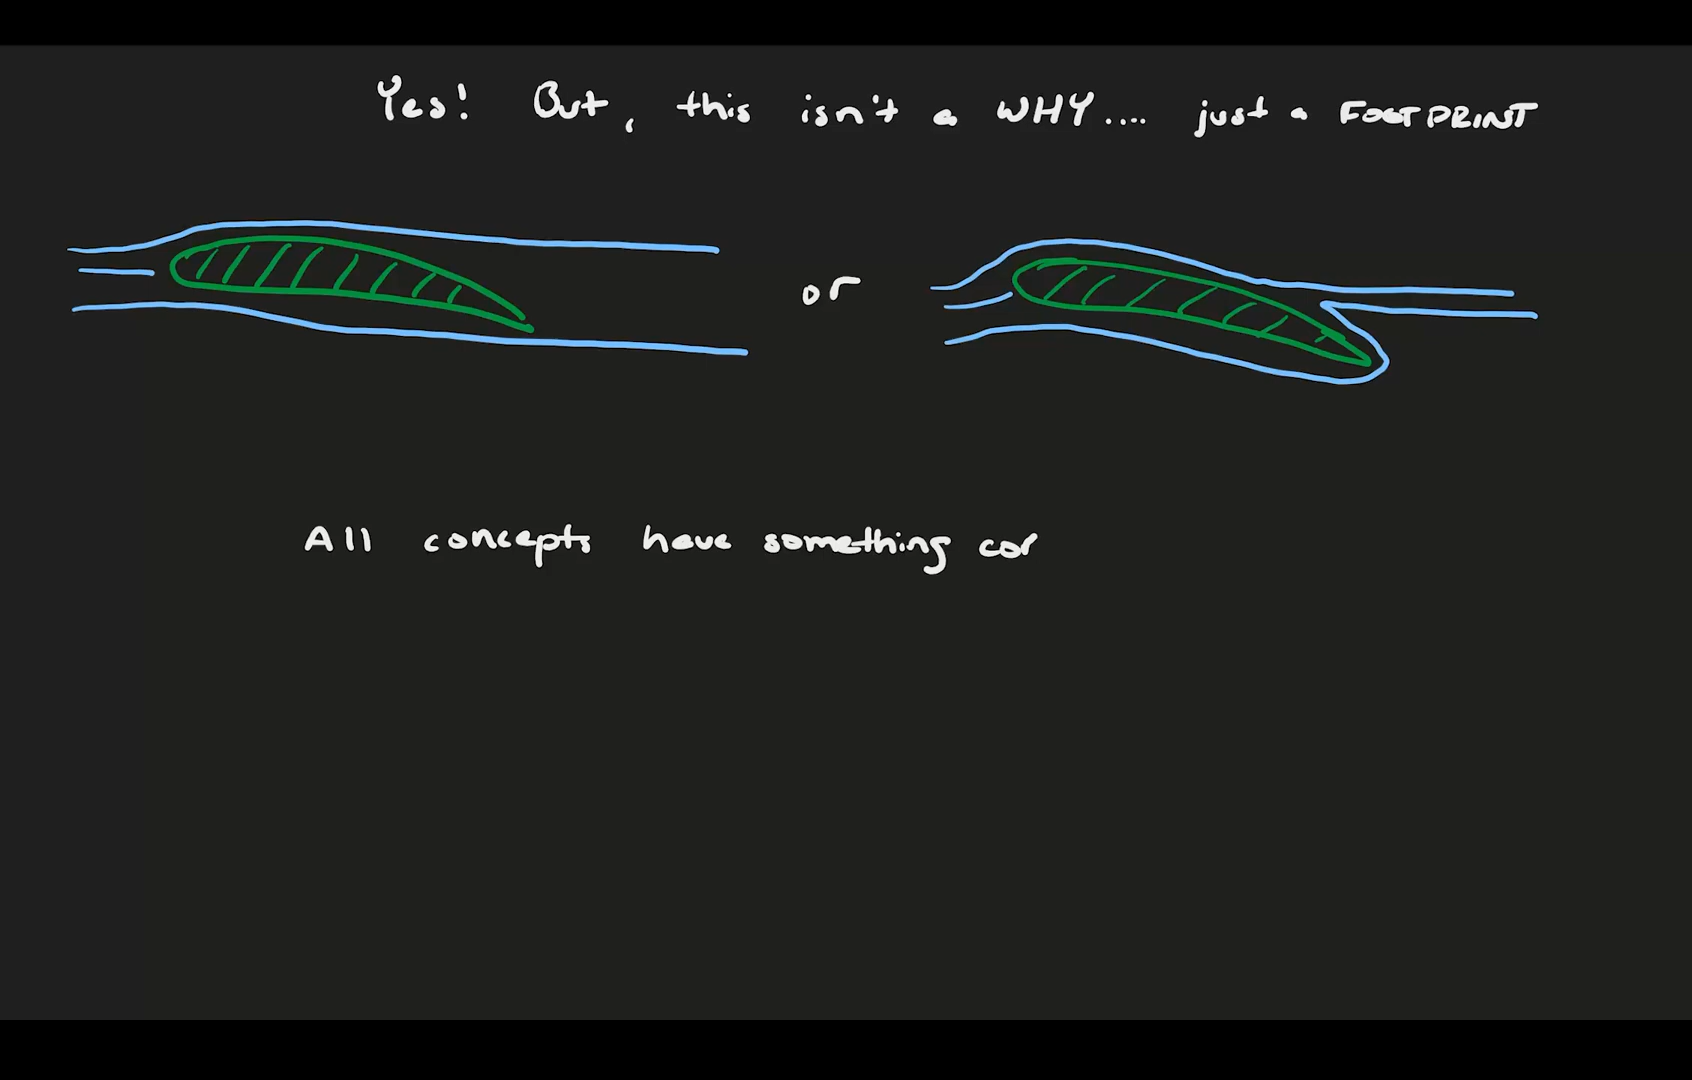 Yes! But, this isn't a WHY.... just a FOOTPRINT
or
All concepts have something cor